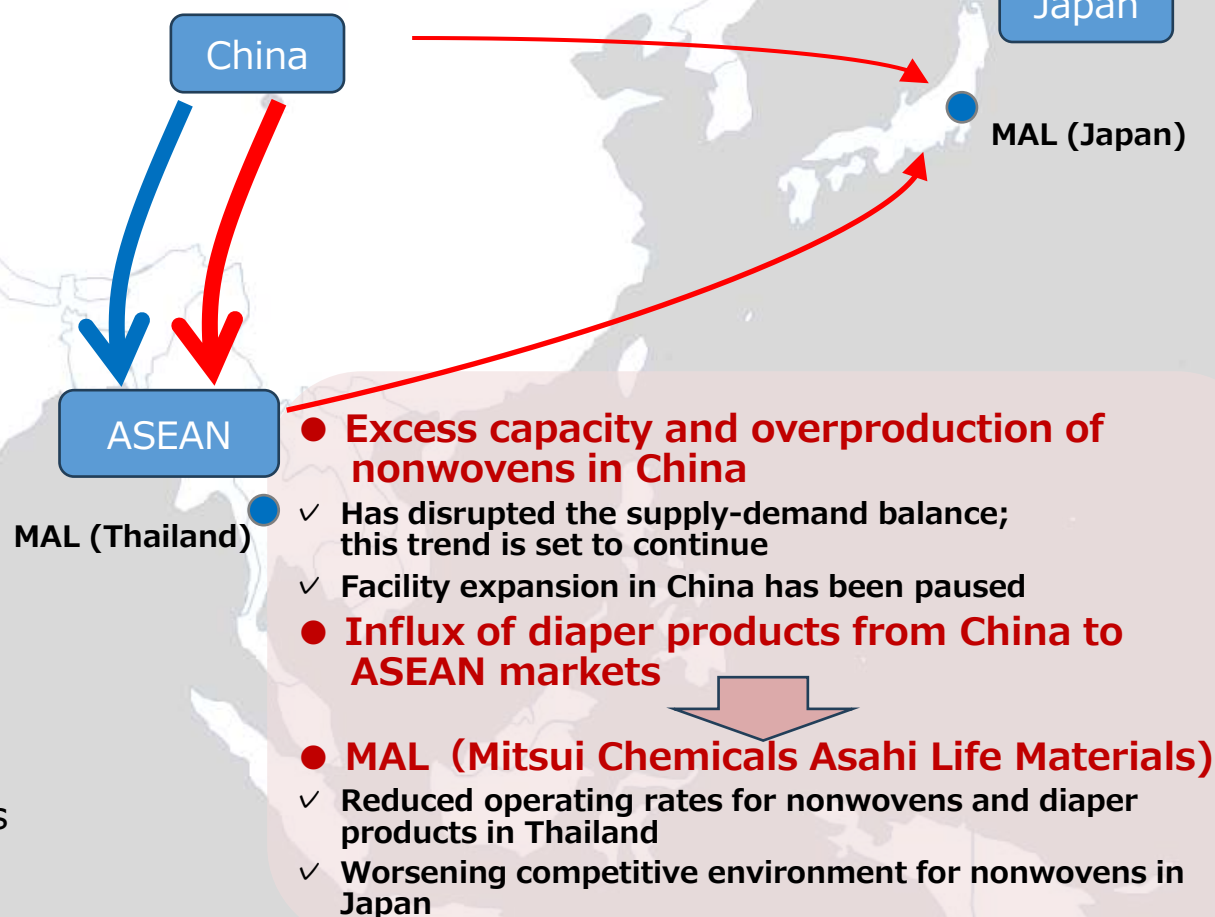 Japan
China
MAL (Japan)
ASEAN
MAL (Thailand)
● Excess capacity and overproduction of
nonwovens in China
✓ Has disrupted the supply-demand balance;
this trend is set to continue
✓ Facility expansion in China has been paused
● Influx of diaper products from China to
ASEAN markets
● MAL（Mitsui Chemicals Asahi Life Materials)
✓ Reduced operating rates for nonwovens and diaper
products in Thailand
✓ Worsening competitive environment for nonwovens in
Japan
s